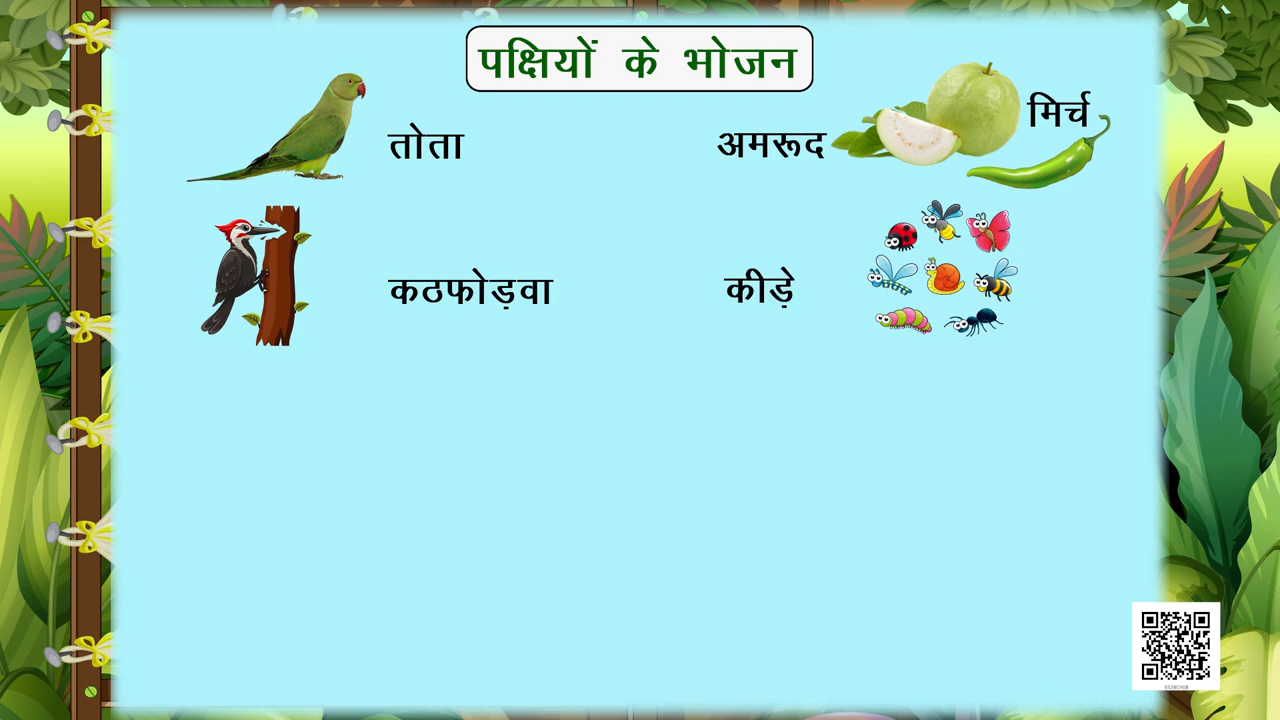 पक्षियों के भोजन
तोता
अमरूद
मिर्च
कठफोड़वा
कीड़े